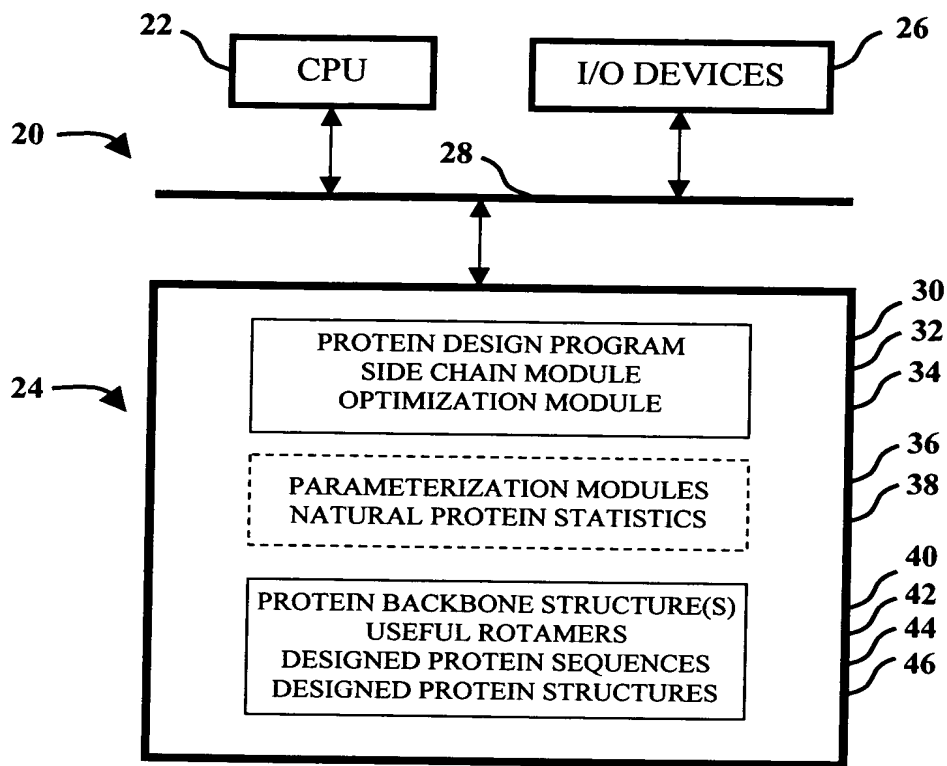 22
CPU
I/O DEVICES
26
20
28
30
PROTEIN DESIGN PROGRAM
32
SIDE CHAIN MODULE
24
OPTIMIZATION MODULE
34
36
PARAMETERIZATION MODULES
38
NATURAL PROTEIN STATISTICS
40
PROTEIN BACKBONE STRUCTURE(S)
42
USEFUL ROTAMERS
44
DESIGNED PROTEIN SEQUENCES
46
DESIGNED PROTEIN STRUCTURES